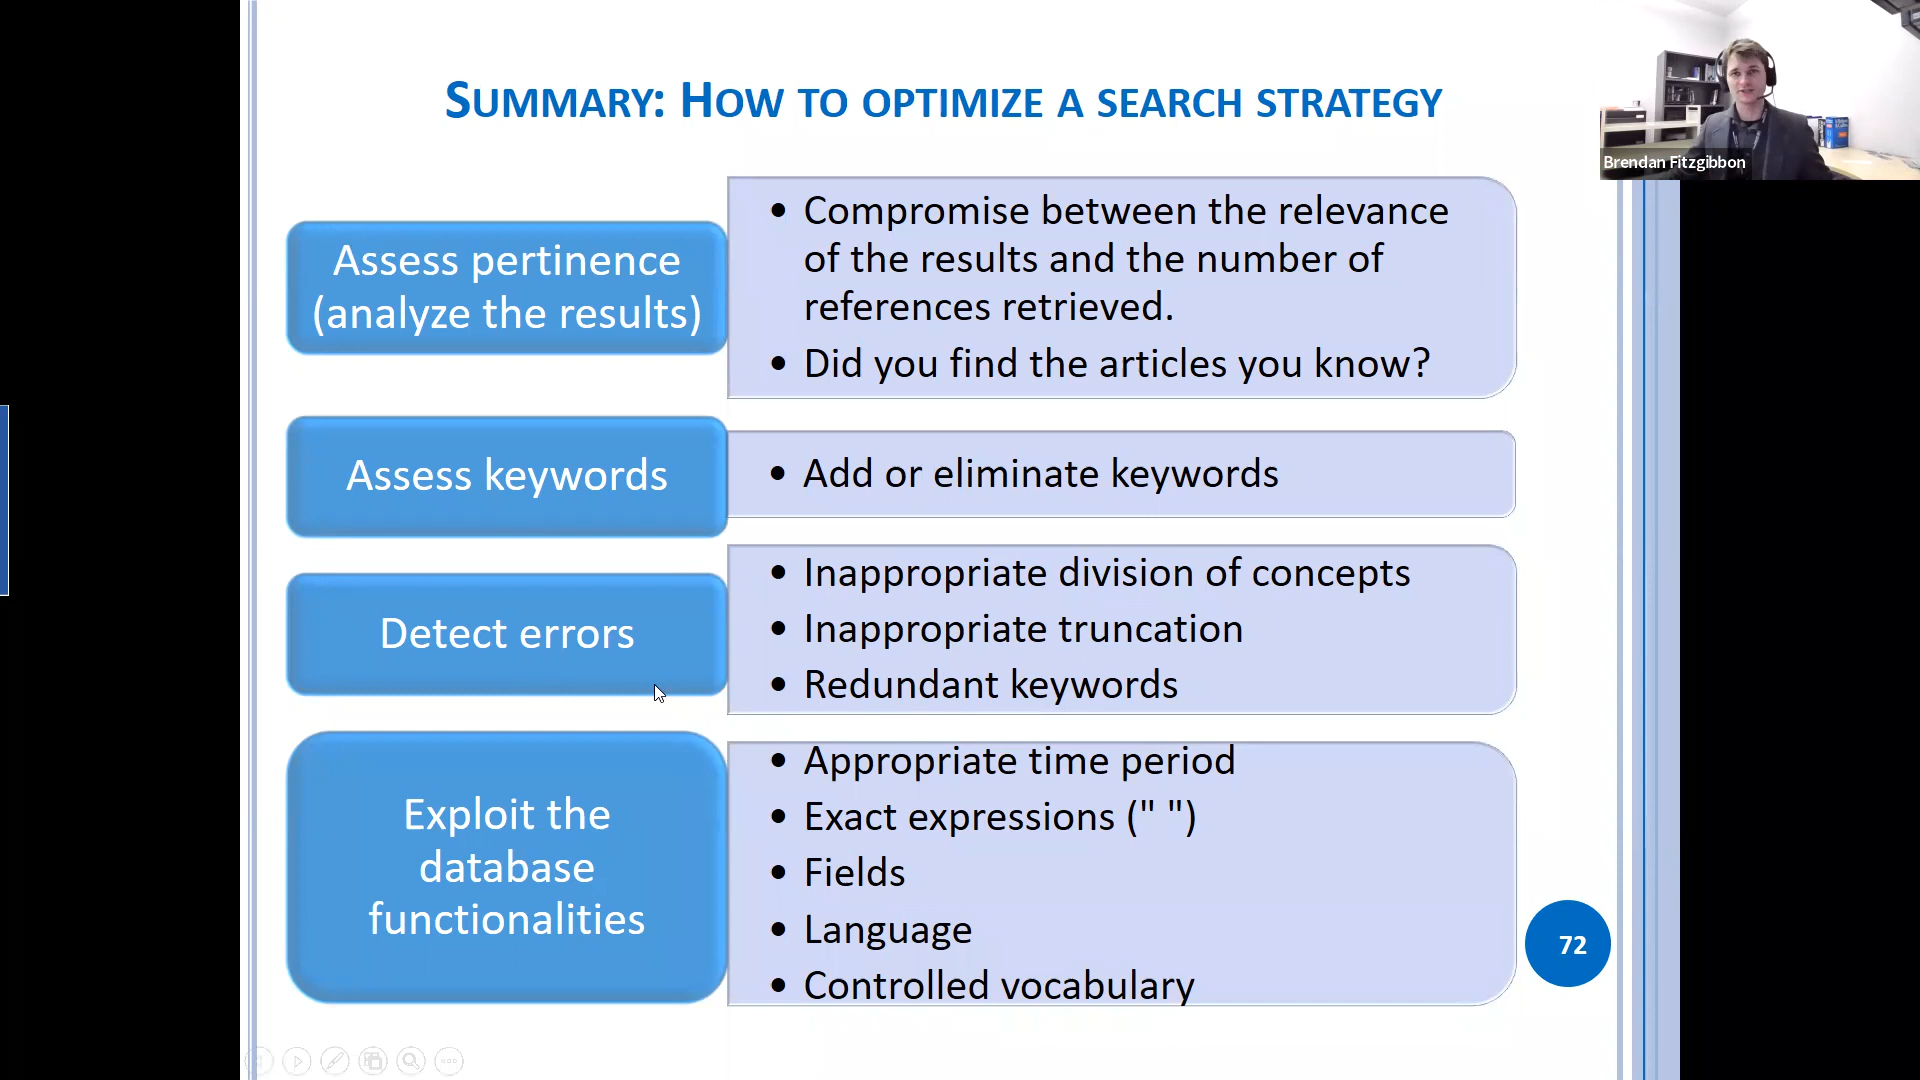 SUMMARY: HOW TO OPTIMIZE A SEARCH STRATEGY
Brendan Fitzgibbon
Assess pertinence
(analyze the results)
• Compromise between the relevance
of the results and the number of
references retrieved.
• Did you find the articles you know?
Assess keywords
• Add or eliminate keywords
Detect errors
• Inappropriate division of concepts
• Inappropriate truncation
• Redundant keywords
Exploit the
database
functionalities
• Appropriate time period
• Exact expressions (" ")
• Fields
• Language
• Controlled vocabulary
72